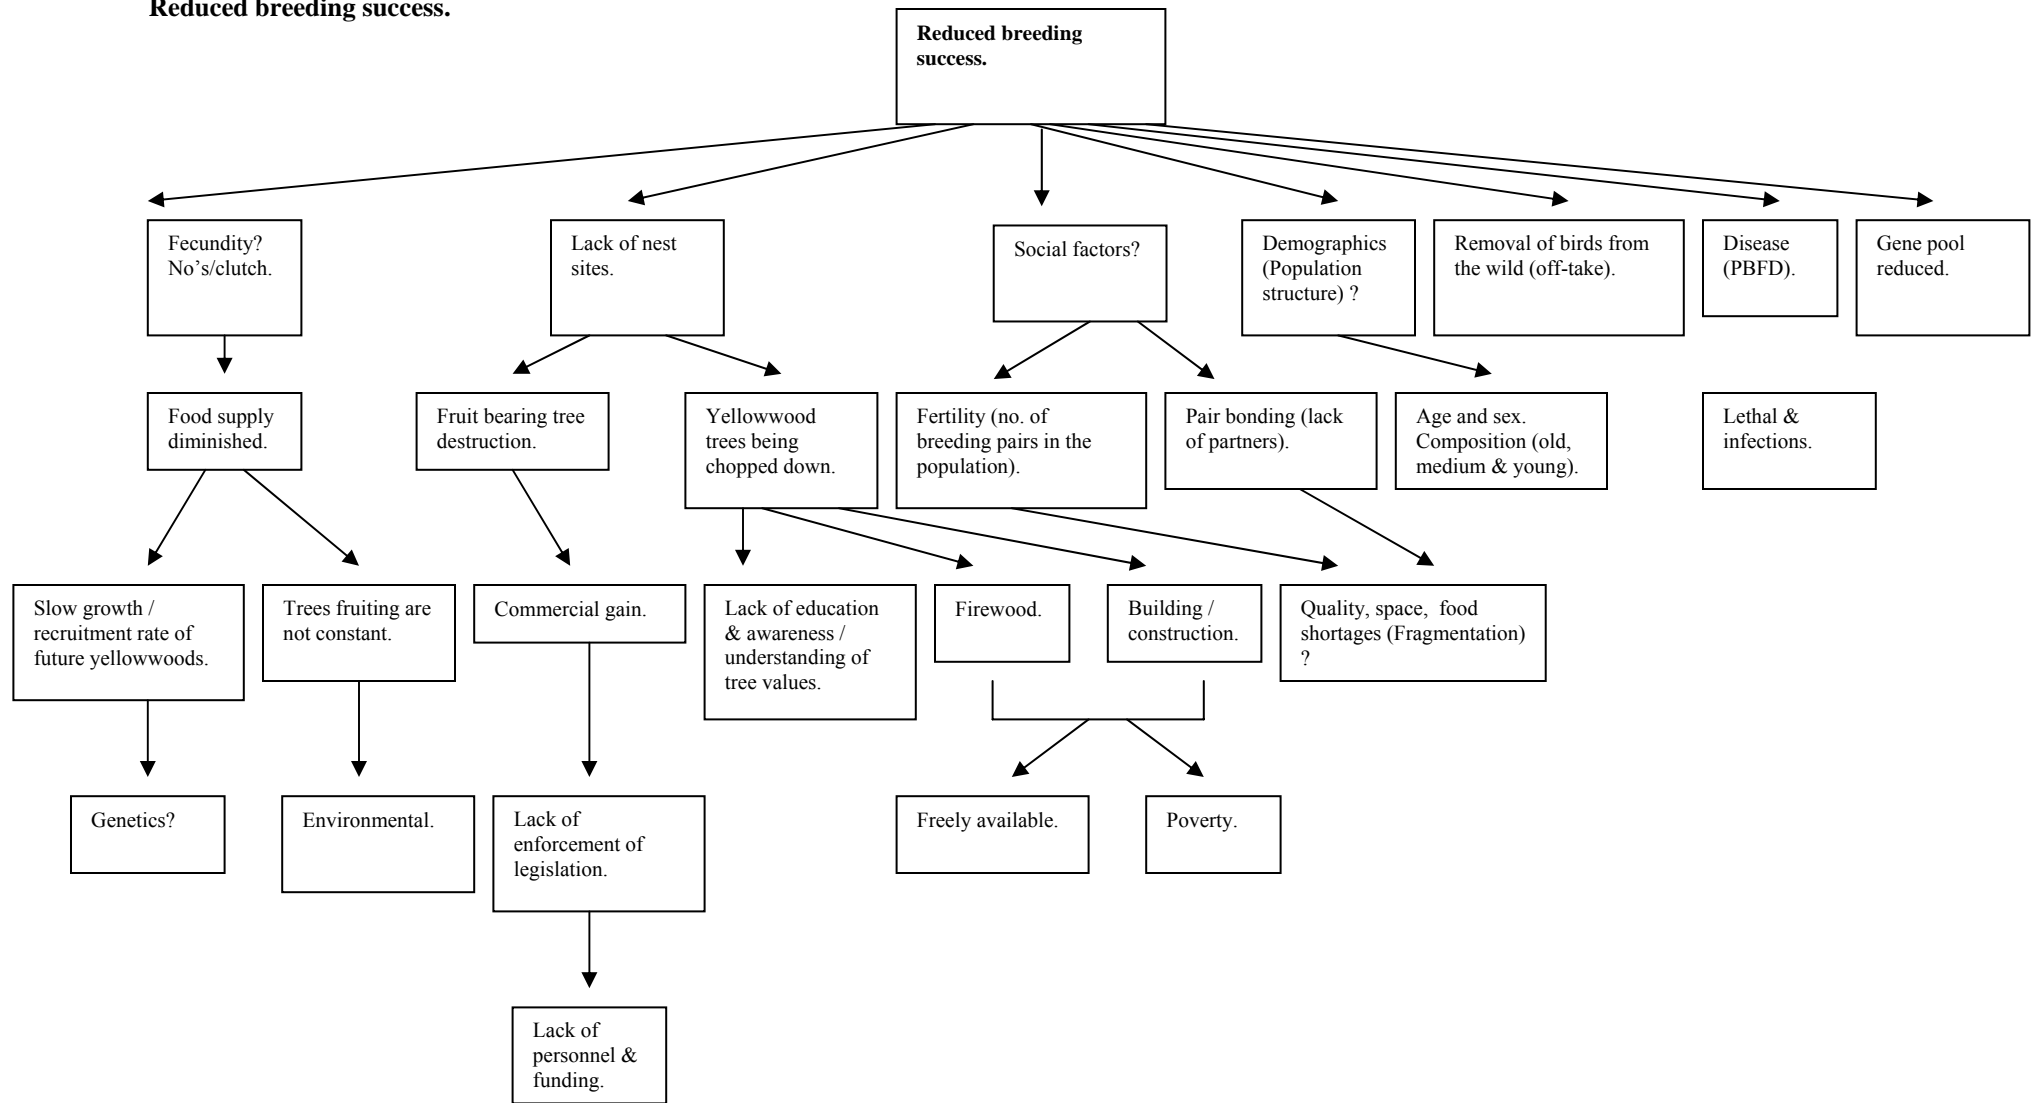 Reduced breeding success.
Reduced breeding
success.
Fecundity?
No’s/clutch.
Lack of nest
sites.
Social factors?
Demographics
(Population
structure) ?
Removal of birds from
the wild (off-take).
Disease
(PBFD).
Gene pool
reduced.
Food supply
diminished.
Fruit bearing tree
destruction.
Yellowwood
trees being
chopped down.
Fertility (no. of
breeding pairs in the
population).
Pair bonding (lack
of partners).
Age and sex.
Composition (old,
medium & young).
Lethal &
infections.
Slow growth /
recruitment rate of
future yellowwoods.
Trees fruiting are
not constant.
Commercial gain.
Lack of education
& awareness /
understanding of
tree values.
Firewood.
Building /
construction.
Quality, space,  food
shortages (Fragmentation)
?
Genetics?
Environmental.
Lack of
enforcement of
legislation.
Freely available.
Poverty.
Lack of
personnel &
funding.